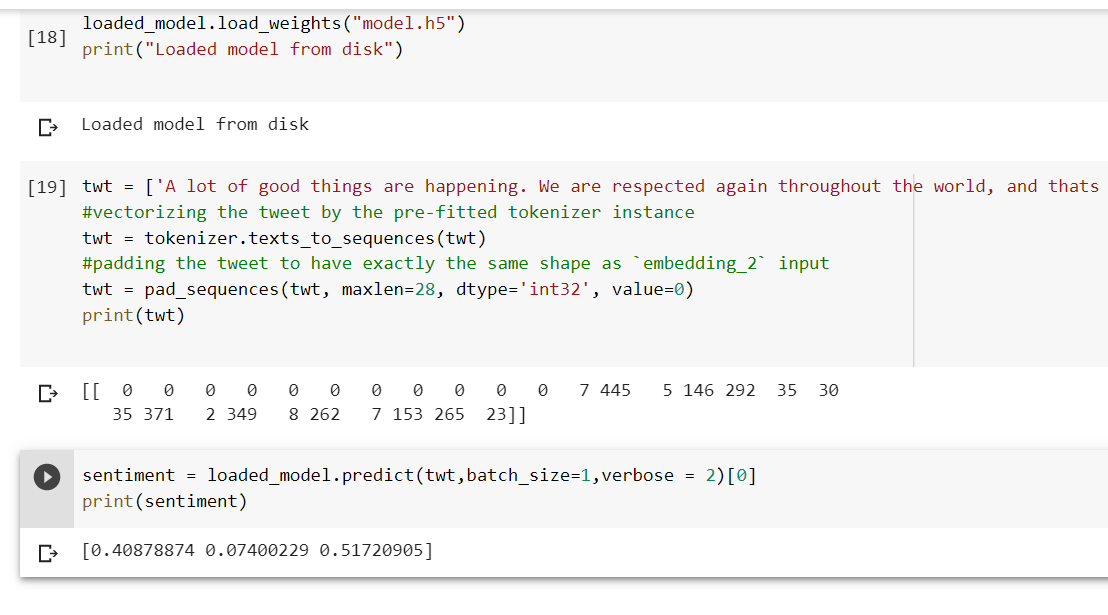 loaded_model.load_weights("model.h5")
[18]
print("Loaded model from disk")
Loaded model from disk
[19] twt = ['A lot of good things are happening. We are respected again throughout the world, and thats
#vectorizing the tweet by the pre-fitted tokenizer instance
twt = tokenizer.texts_to_sequences(twt)
#padding the tweet to have exactly the same shape as `embedding_2` input
twt = pad_sequences(twt, maxlen=28, dtype='int32', value=0)
print(twt)
[[  0   0   0   0   0   0   0   0   0   0   0   7 445   5 146 292  35  30
35 371   2 349   8 262   7 153 265  23]]
sentiment = loaded_model.predict(twt,batch_size=1,verbose = 2)[0]
print(sentiment)
[0.40878874 0.07400229 0.51720905]